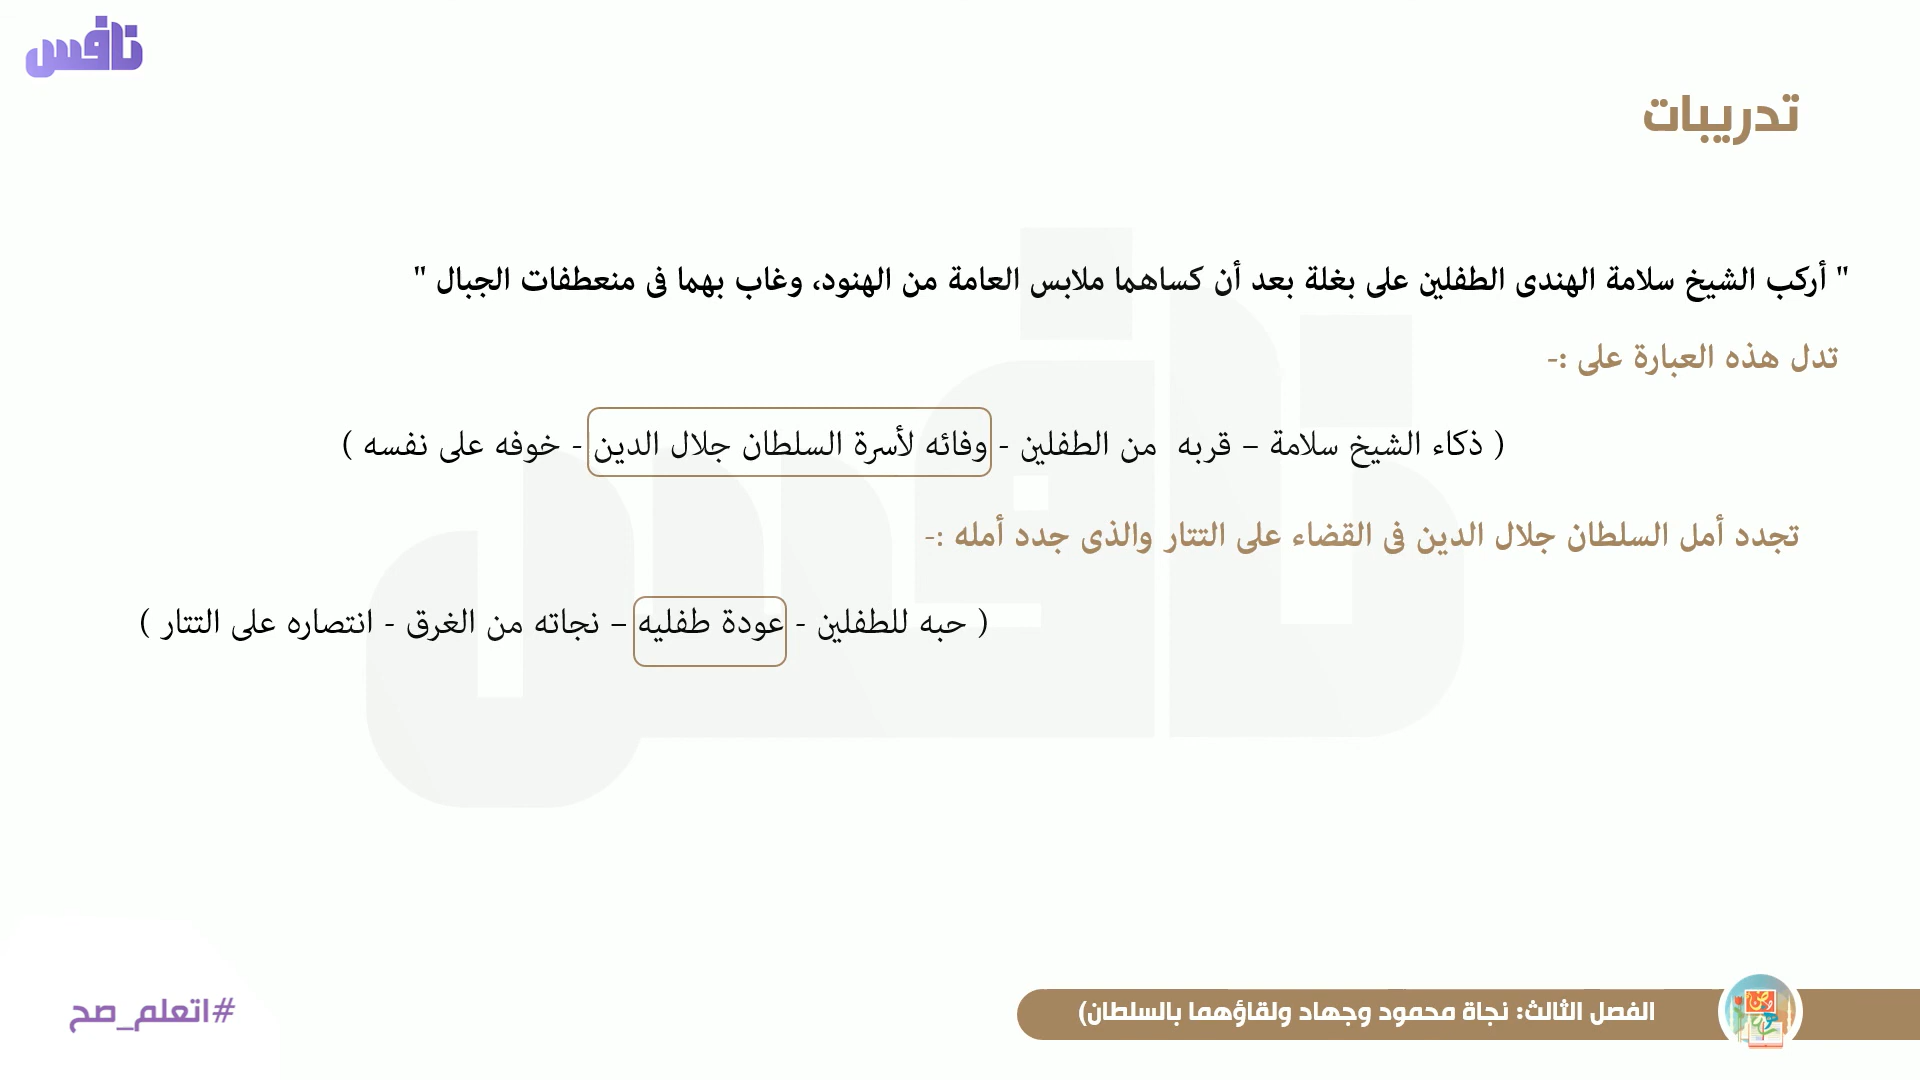 نافس
تدريبات
" أركب الشيخ سلامة الهندى الطفلين على بغلة بعد أن كساهما ملابس العامة من الهنود، وغاب بهما فى منعطفات الجبال "
تدل هذه العبارة على :-
( ذكاء الشيخ سلامة – قربه من الطفلين - وفائه لأسرة السلطان جلال الدين - خوفه على نفسه )
تجدد أمل السلطان جلال الدين فى القضاء على التتار والذى جدد أمله :-
( حبه للطفلين - عودة طفليه – نجاته من الغرق - انتصاره على التتار )
الفصل الثالث: نجاة محمود وجهاد ولقاؤهما بالسلطان)
#اتعلم_صح